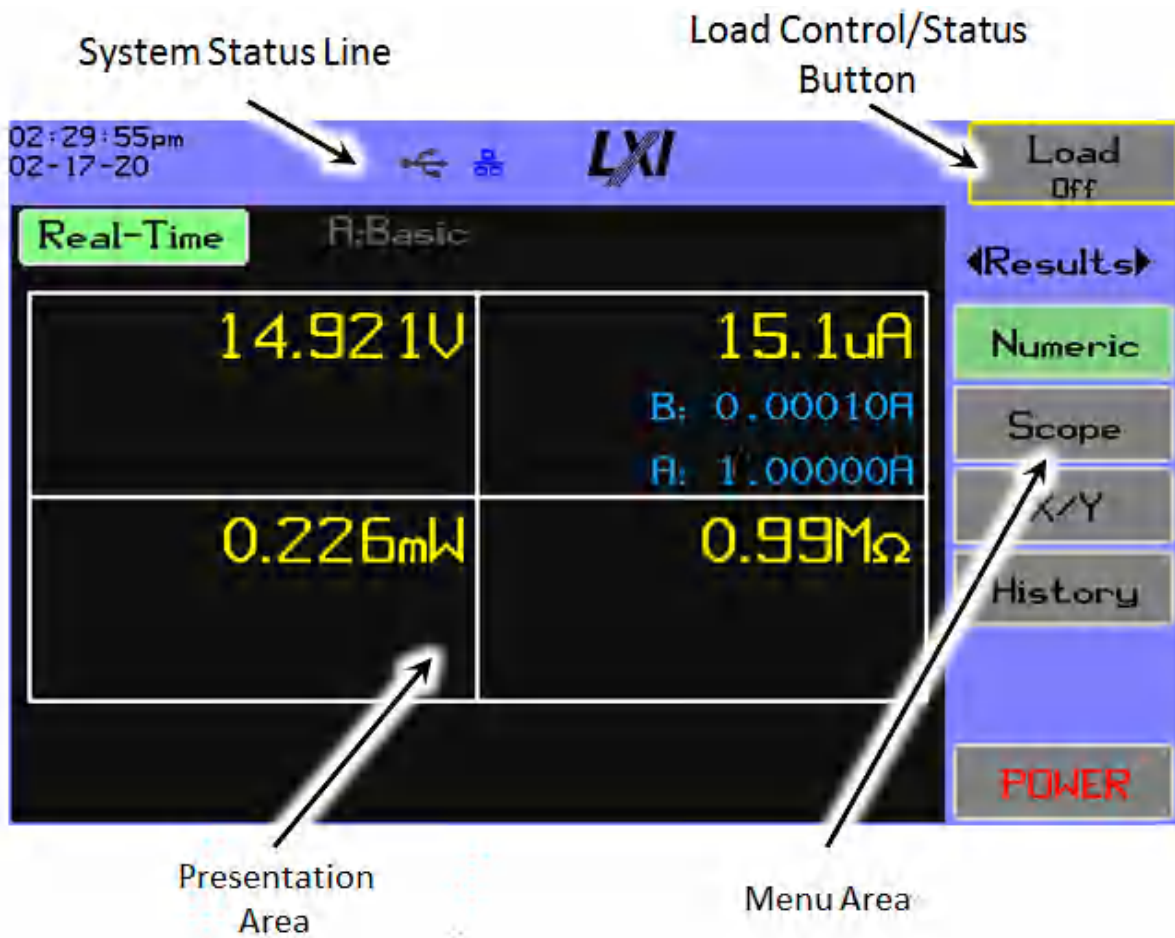 System Status Line
Load Control/Status
Button
02:29:55pm
02-17-20
LXI
Load
Off
Real-Time
A:Basic
Results
14.921V
15.1uA
B: 0.00010A
A: 1.00000A
0.226mW
0.99MΩ
Numeric
Scope
X/Y
History
POWER
Presentation
Area
Menu Area